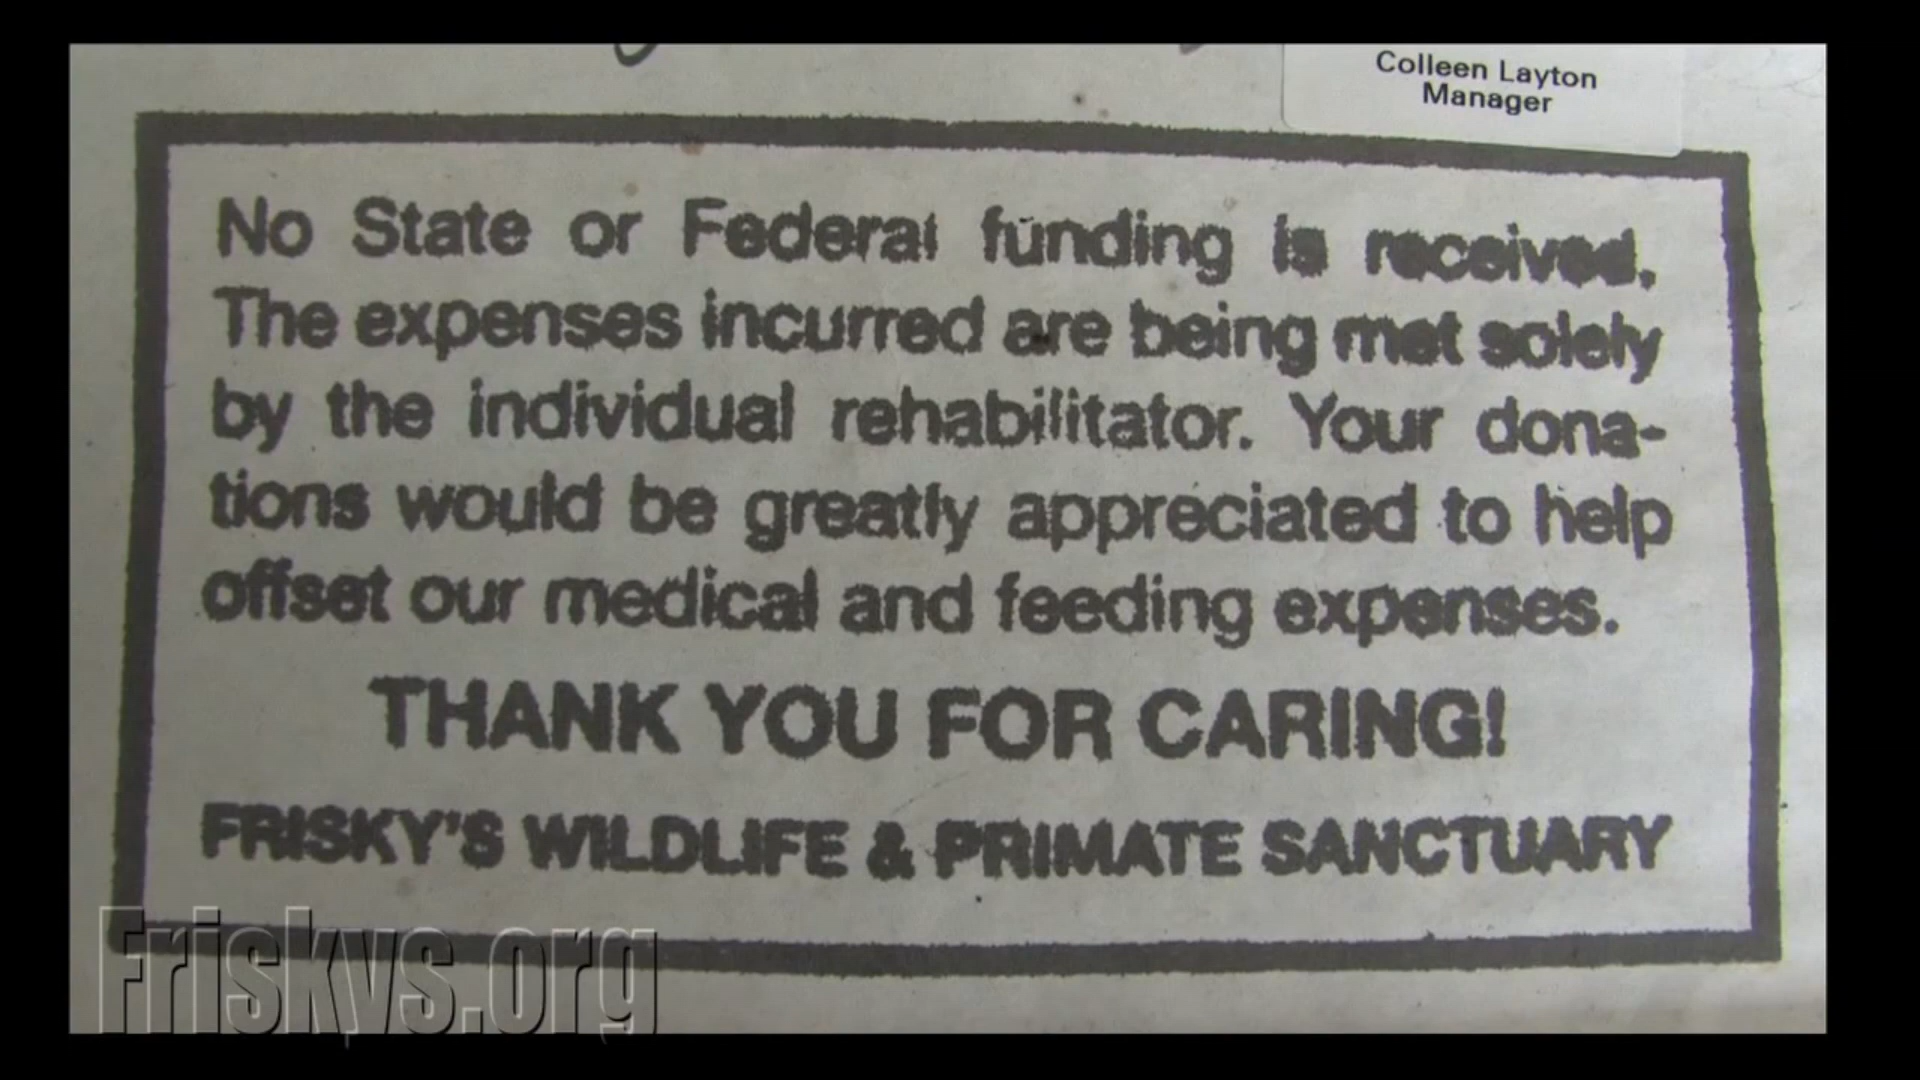 Colleen Layton
Manager
No State or Federal funding is received.
The expenses incurred are being met solely
by the individual rehabilitator. Your dona-
tions would be greatly appreciated to help
offset our medical and feeding expenses.
THANK YOU FOR CARING!
FRISKY'S WILDLIFE & PRIMATE SANCTUARY
Friskys.org